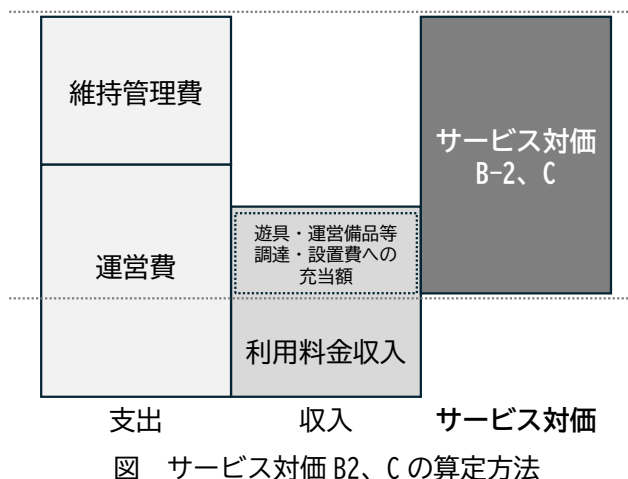 維持管理費
運営費
遊具・運営備品等
調達・設置費への
充当額
利用料金収入
サービス対価
B-2、C
支出
収入
サービス対価
図　サービス対価 B2、C の算定方法